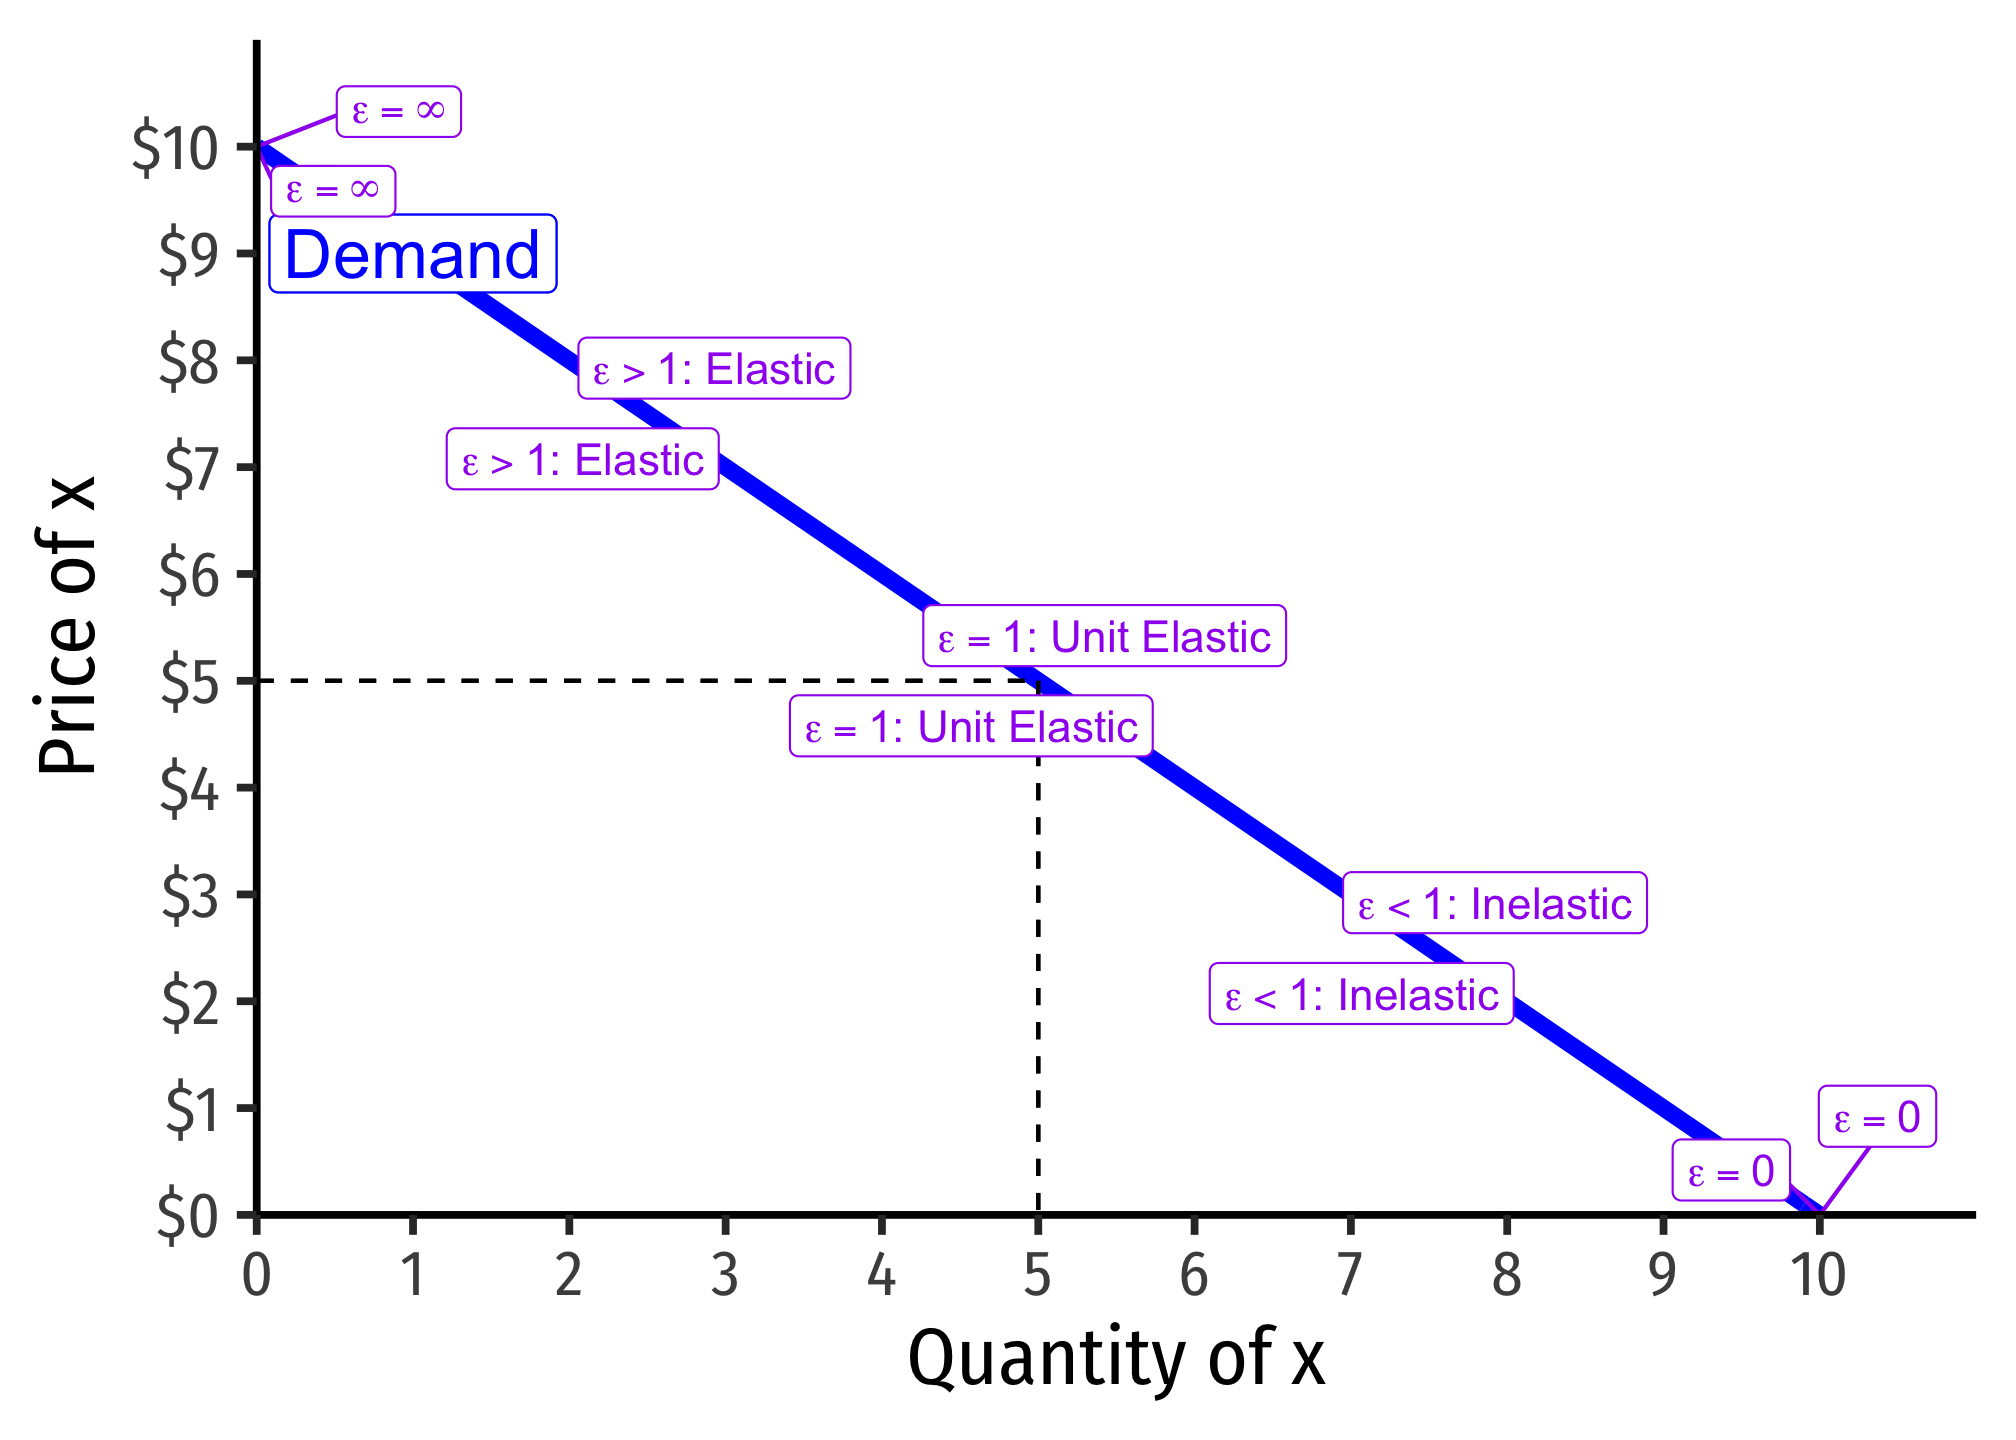 ε = ∞
$10
ε = ∞
$9
Demand
$8
ε > 1: Elastic
$7
ε > 1: Elastic
$6
ε = 1: Unit Elastic
$5
ε = 1: Unit Elastic
$4
$3
ε < 1: Inelastic
$2
ε < 1: Inelastic
$1
ε = 0
ε = 0
$0
Price of x
0 1 2 3 4 5 6 7 8 9 10
Quantity of x